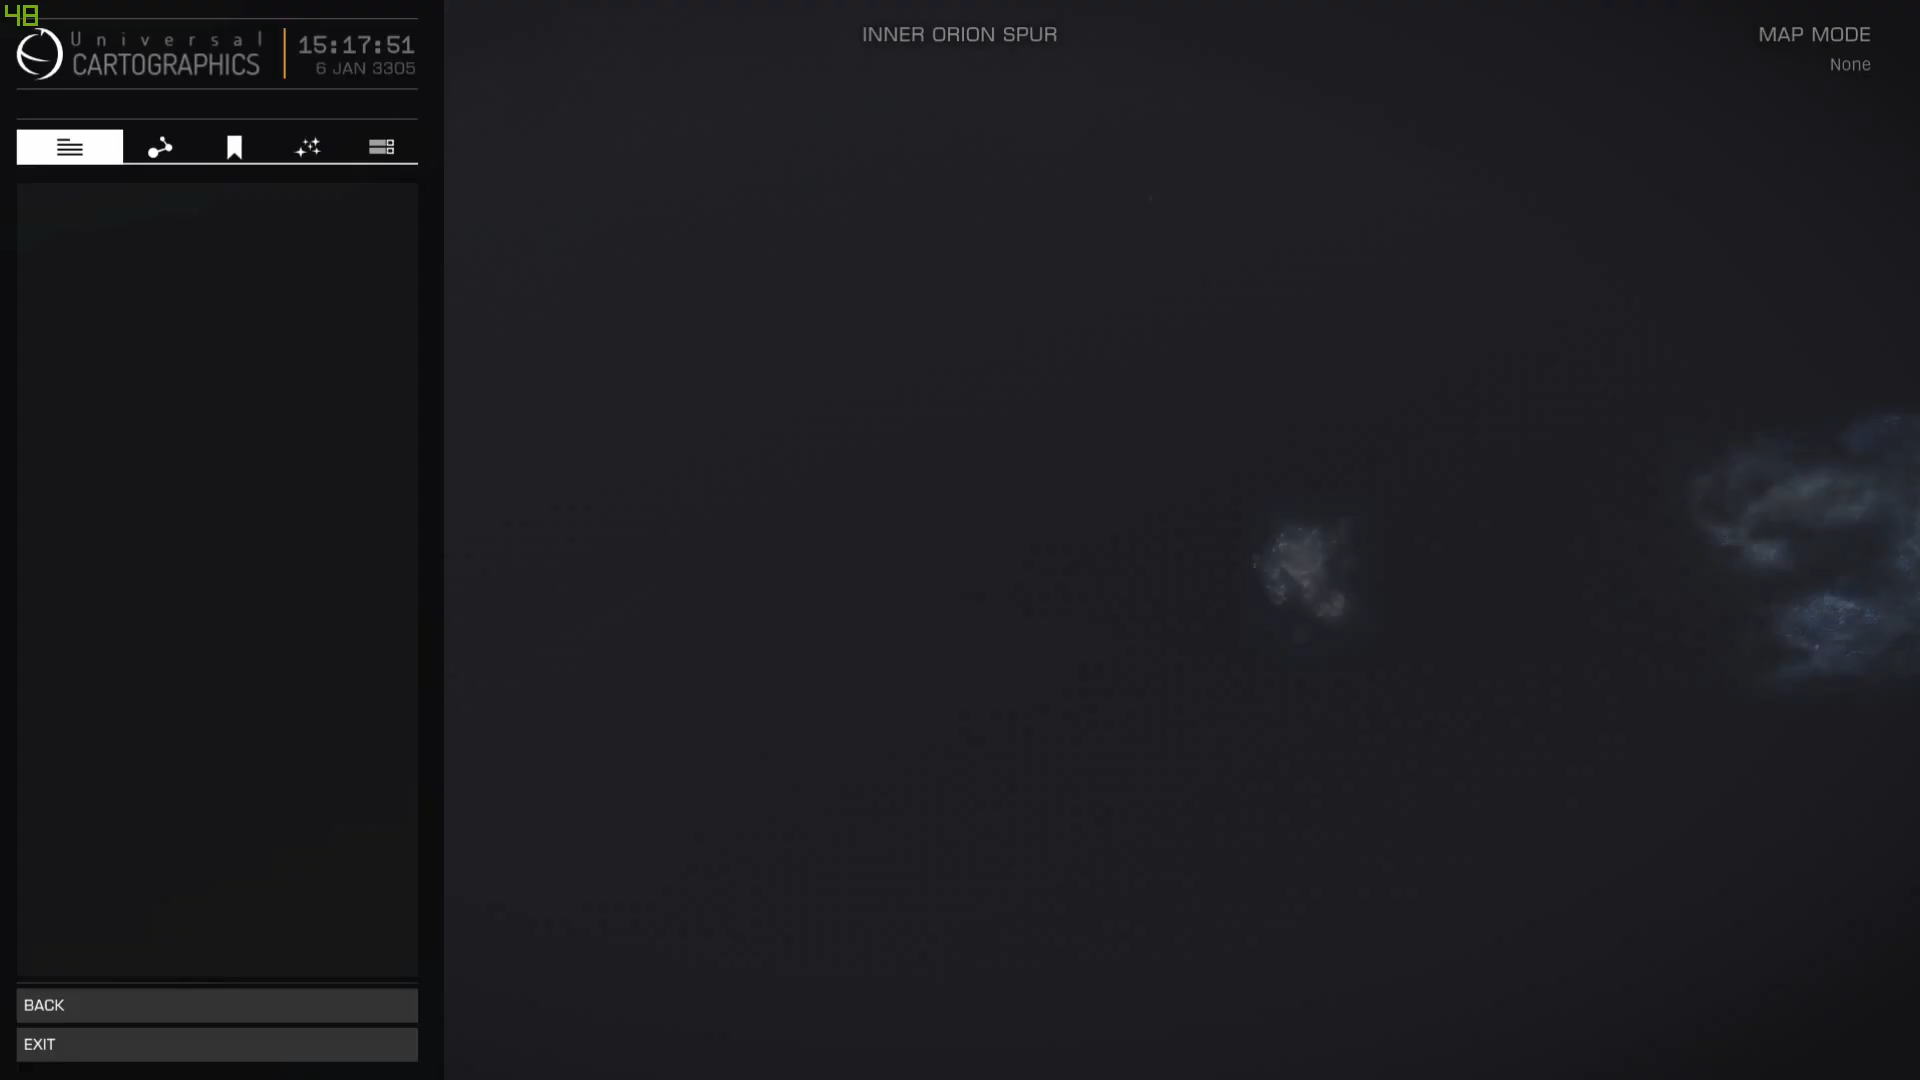 48
Universal
CARTOGRAPHICS
15:17:51
6 JAN 3305
INNER ORION SPUR
MAP MODE
None
BACK
EXIT